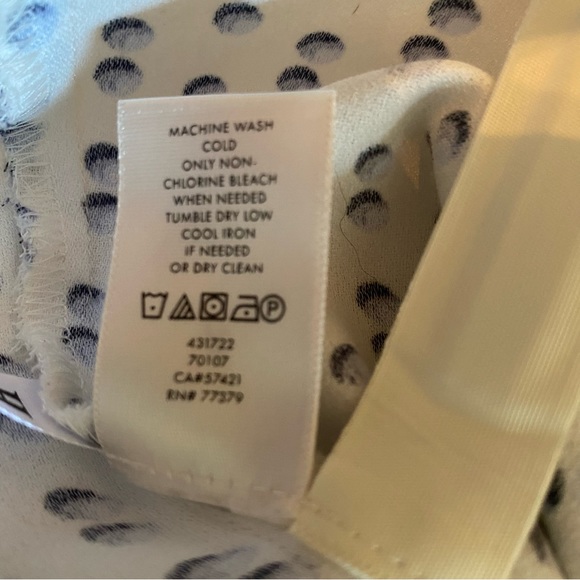 MACHINE WASH
COLD
ONLY NON-
CHLORINE BLEACH
WHEN NEEDED
TUMBLE DRY LOW
COOL IRON
IF NEEDED
OR DRY CLEAN
P
431722
70107
CA#57421
RN# 77379